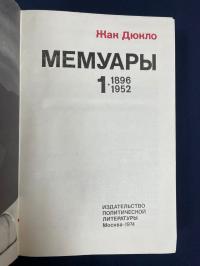 Жак Дюкло
МЕМУАРЫ
1·1896
1952
ИЗДАТЕЛЬСТВО
ПОЛИТИЧЕСКОЙ
ЛИТЕРАТУРЫ
Москва—1974